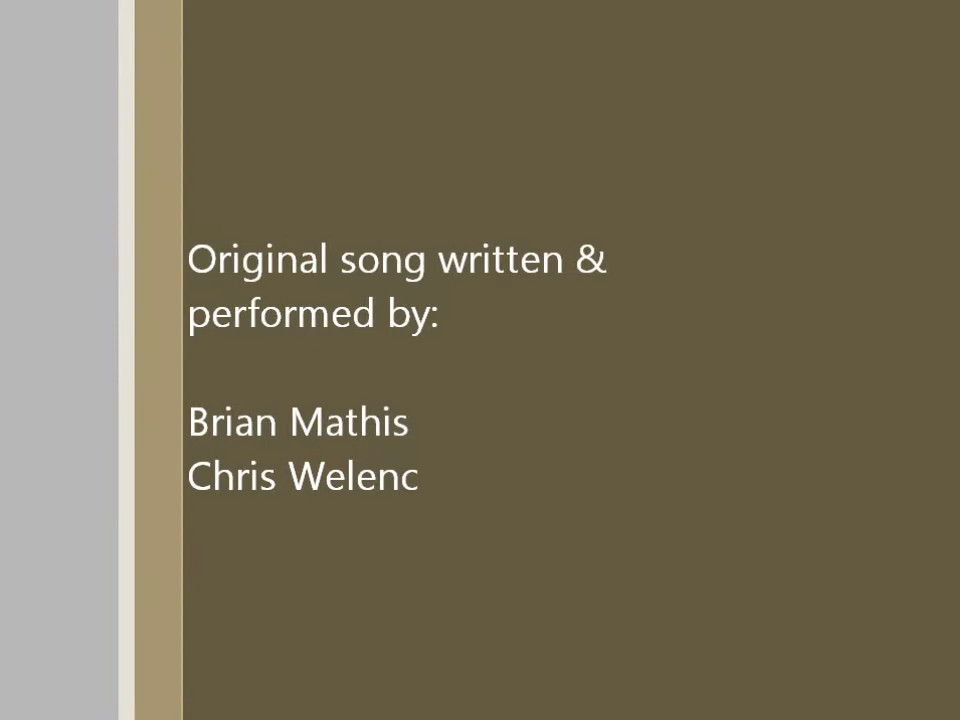 Original song written &
performed by:
Brian Mathis
Chris Welenc